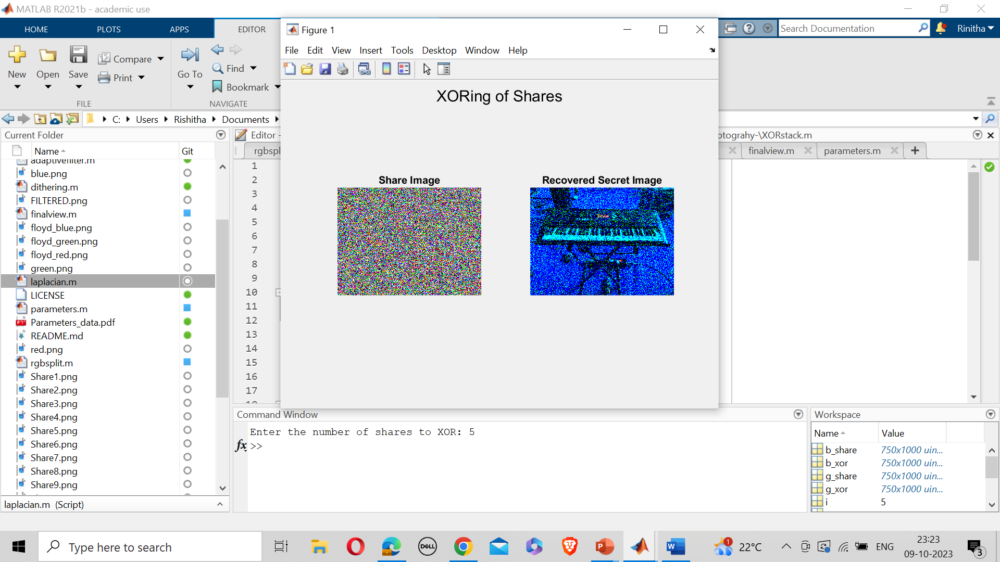 MATLAB R2021b - academic use
HOME PLOTS APPS EDITOR
Search Documentation
Rinitha
New
Open
Save
Compare
Print
Go To
Find
Bookmark
FILE
NAVIGATE
C: Users Rishitha Documents
Current Folder
Name Git
adaptivefilter.m
blue.png
dithering.m
FILTERED.png
finalview.m
floyd_blue.png
floyd_green.png
floyd_red.png
green.png
laplacian.m
LICENSE
parameters.m
Parameters_data.pdf
README.md
red.png
rgbsplit.m
Share1.png
Share2.png
Share3.png
Share4.png
Share5.png
Share6.png
Share7.png
Share8.png
Share9.png
laplacian.m (Script)
Editor -
ptograhy-\XORstack.m
rgbspl
finalview.m
parameters.m
1
2
3
4
5
6
7
8
9
10
11
12
13
14
15
16
17
18
Figure 1
File Edit View Insert Tools Desktop Window Help
XORing of Shares
Share Image
Recovered Secret Image
Command Window
Enter the number of shares to XOR: 5
fx >>
Workspace
Name Value
b_share 750x1000 uin...
b_xor 750x1000 uin...
g_share 750x1000 uin...
g_xor 750x1000 uin...
i 5
Type here to search
DELL
P
W
1
22°C
ENG
23:23
09-10-2023
3